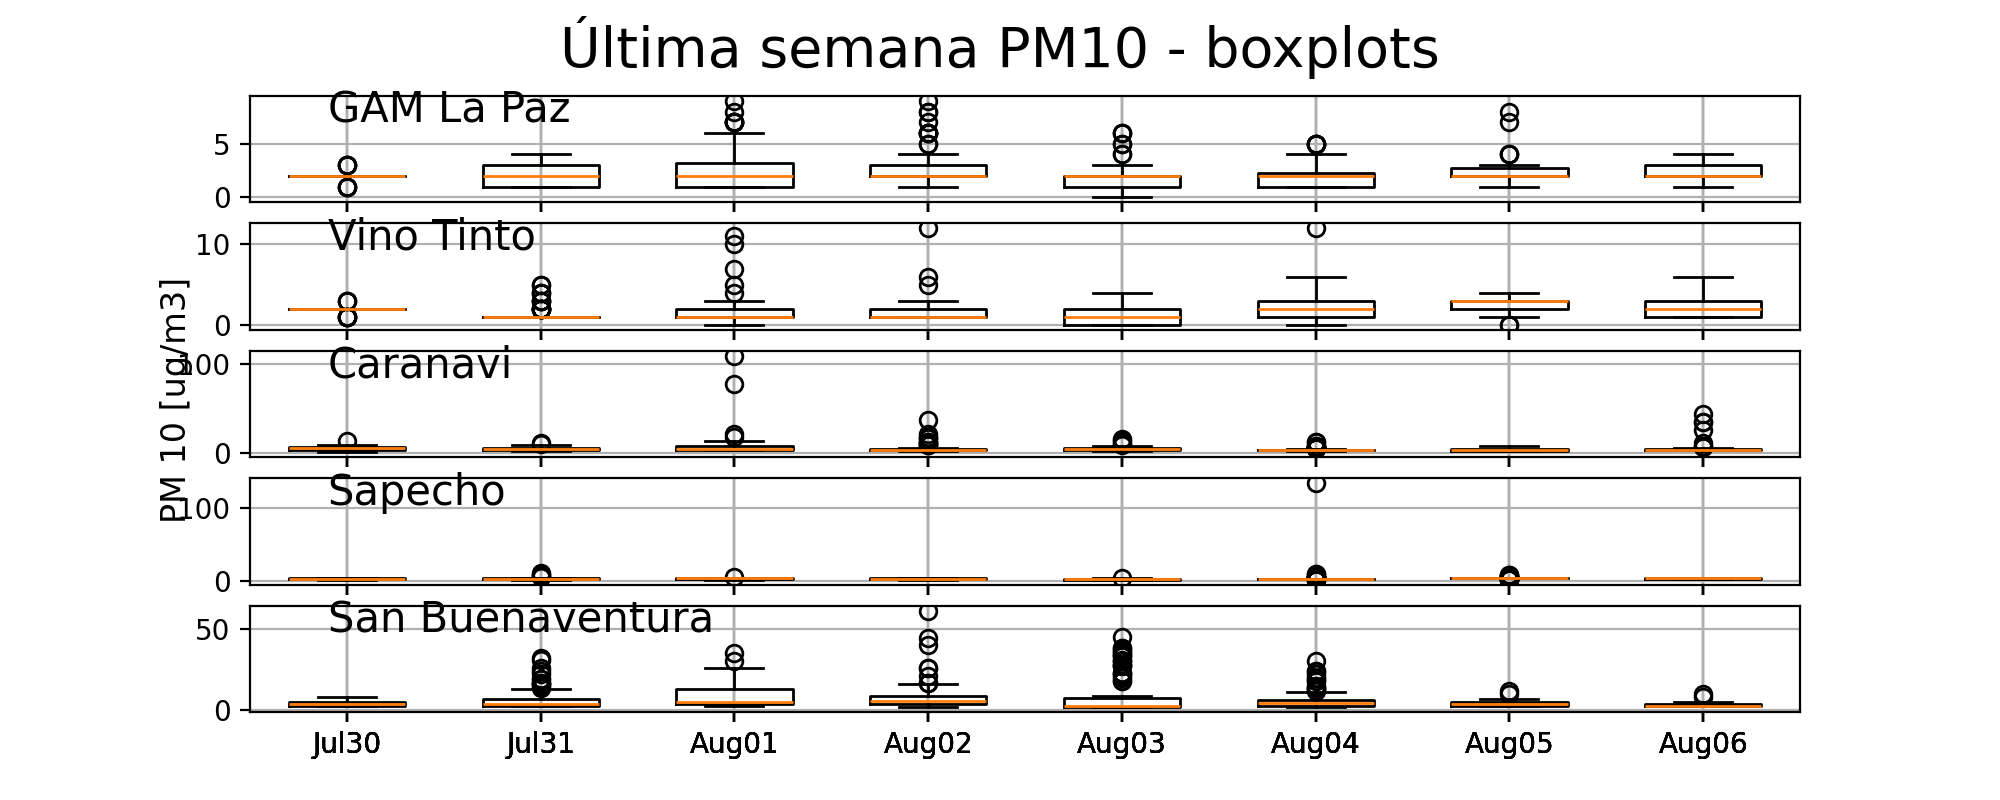 Última semana PM10 - boxplots
GAM La Paz
5
0
Vino Tinto
10
0
PM 10 [ug/m3]
Caranavi
100
0
Sapecho
100
0
San Buenaventura
50
0
Jul30 Jul31 Aug01 Aug02 Aug03 Aug04 Aug05 Aug06